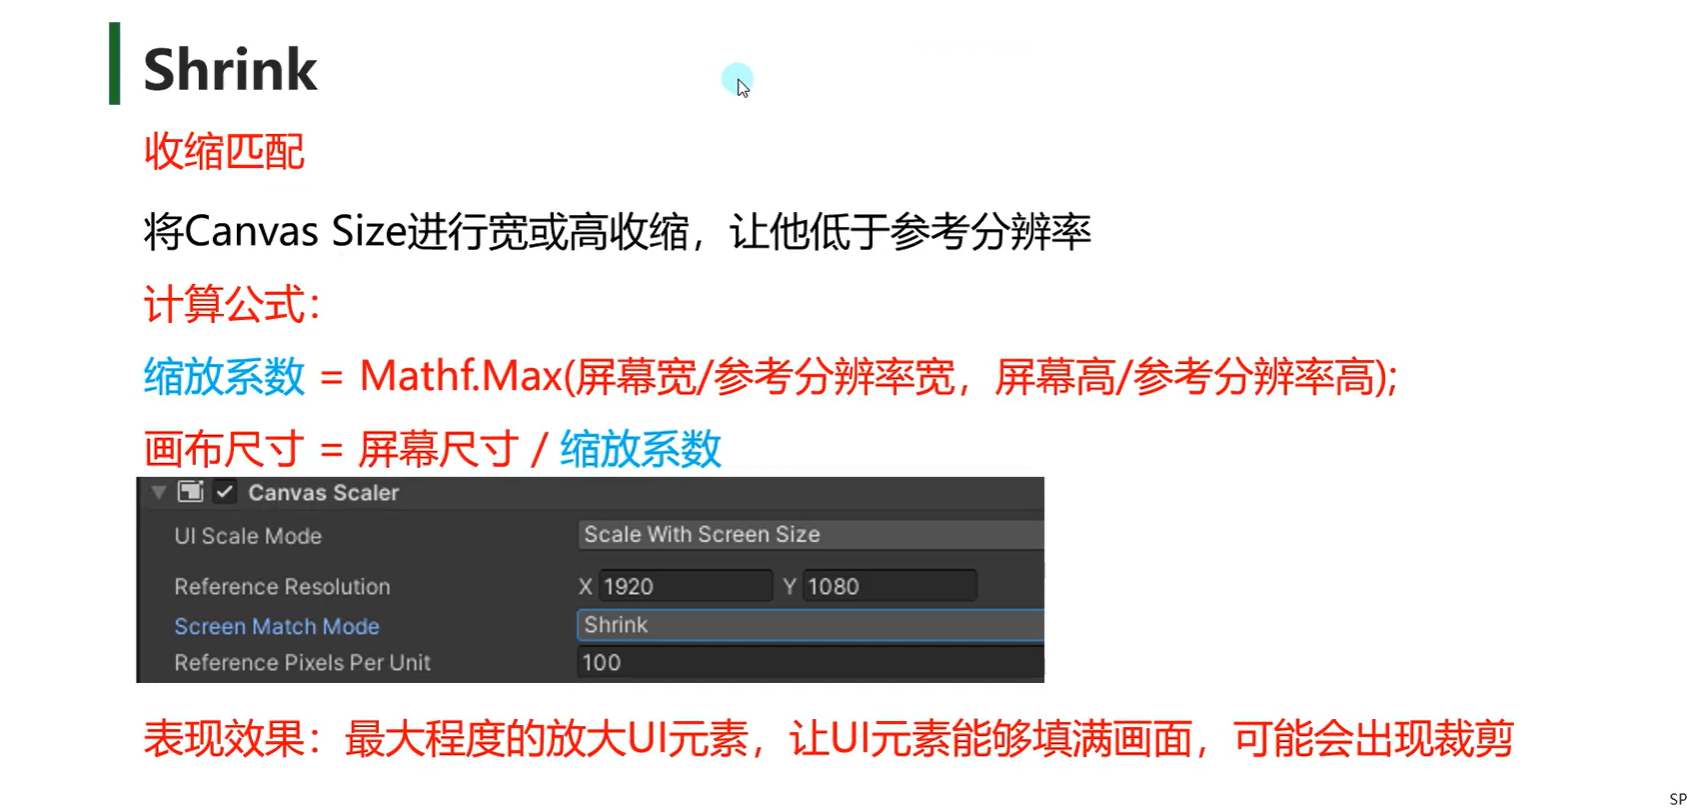 Shrink
收缩匹配
将Canvas Size进行宽或高收缩，让他低于参考分辨率
计算公式：
缩放系数 = Mathf.Max(屏幕宽/参考分辨率宽，屏幕高/参考分辨率高);
画布尺寸 = 屏幕尺寸 / 缩放系数
Canvas Scaler
UI Scale Mode Scale With Screen Size
Reference Resolution X 1920 Y 1080
Screen Match Mode Shrink
Reference Pixels Per Unit 100
表现效果：最大程度的放大UI元素，让UI元素能够填满画面，可能会出现裁剪
SP